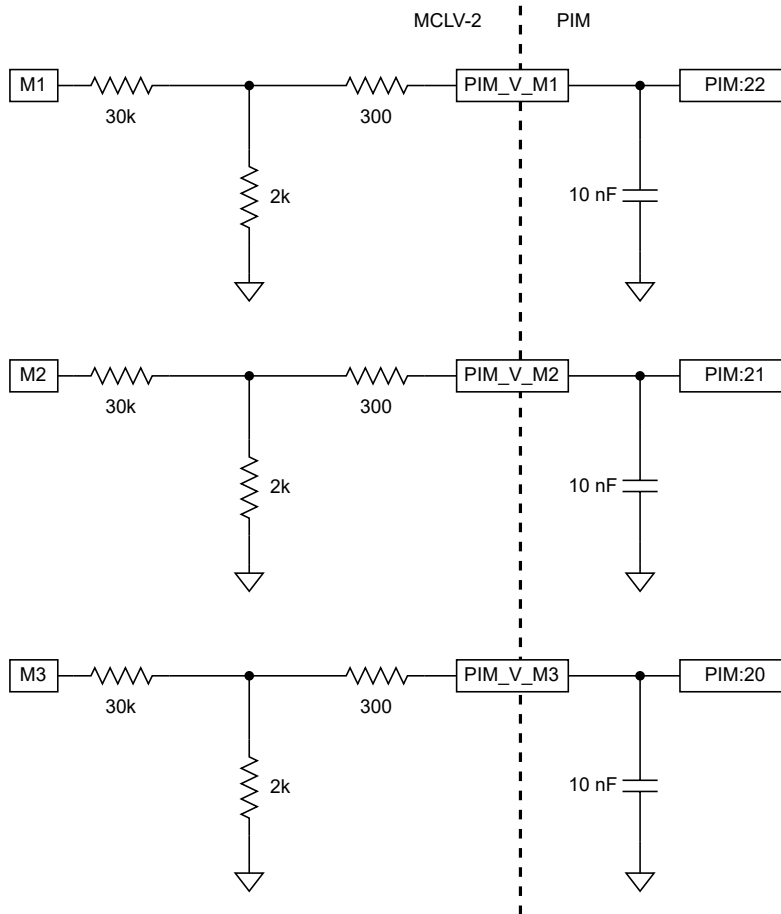 MCLV-2 PIM
M1 30k 300 PIM_V_M1 PIM:22
2k 10 nF
M2 30k 300 PIM_V_M2 PIM:21
2k 10 nF
M3 30k 300 PIM_V_M3 PIM:20
2k 10 nF